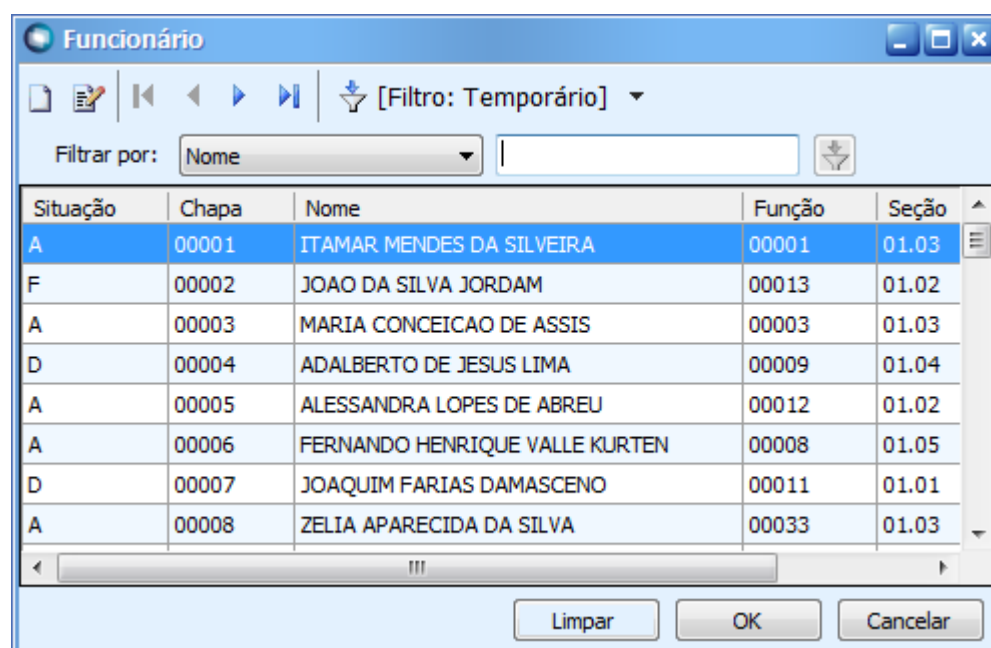 Funcionário
[Filtro: Temporário]
Filtrar por: Nome
Situação Chapa Nome Função Seção
A 00001 ITAMAR MENDES DA SILVEIRA 00001 01.03
F 00002 JOAO DA SILVA JORDAM 00013 01.02
A 00003 MARIA CONCEICAO DE ASSIS 00003 01.03
D 00004 ADALBERTO DE JESUS LIMA 00009 01.04
A 00005 ALESSANDRA LOPES DE ABREU 00012 01.02
A 00006 FERNANDO HENRIQUE VALLE KURTEN 00008 01.05
D 00007 JOAQUIM FARIAS DAMASCENO 00011 01.01
A 00008 ZELIA APARECIDA DA SILVA 00033 01.03
Limpar OK Cancelar